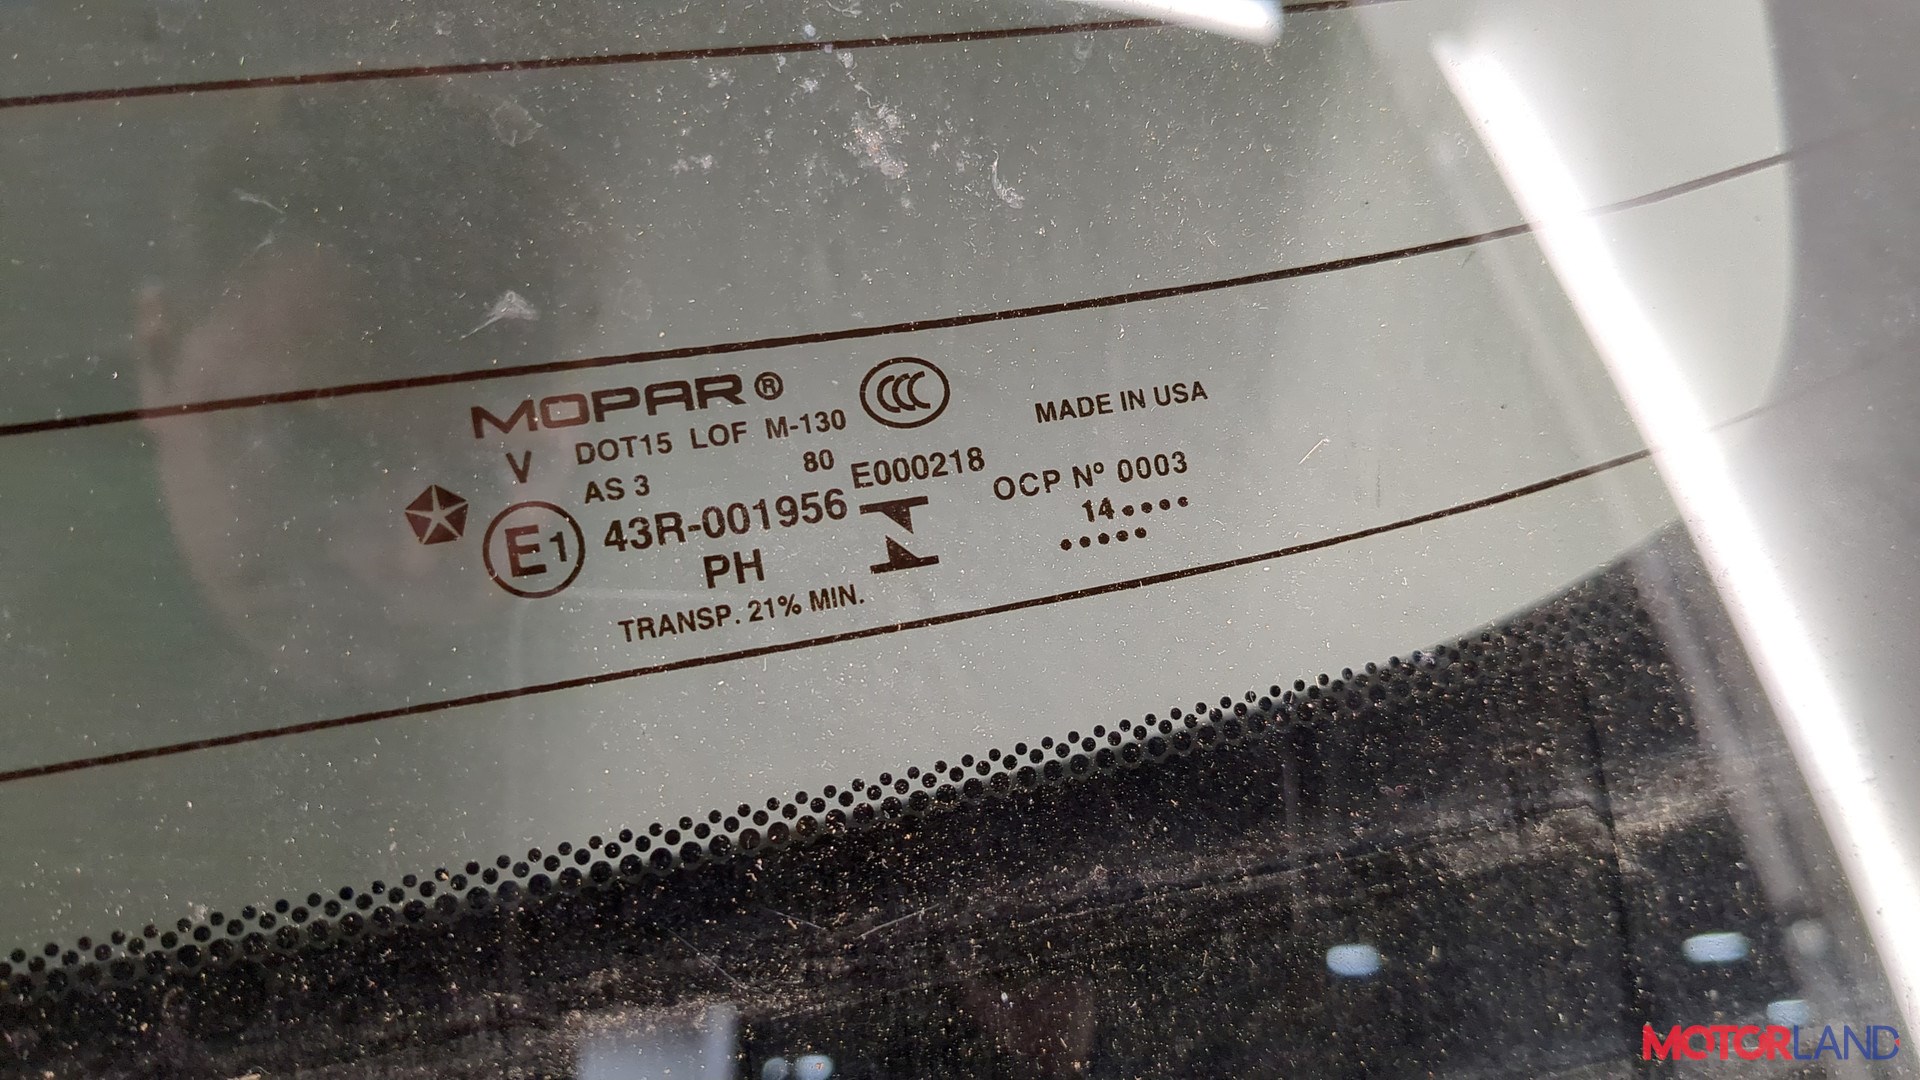 MOPAR®
CCC
MADE IN USA
V DOT15 LOF M-130
AS 3 80 E000218
OCP Nº 0003
E1 43R-001956
14.....
.....
PH
TRANSP. 21% MIN.
MOTORLAND